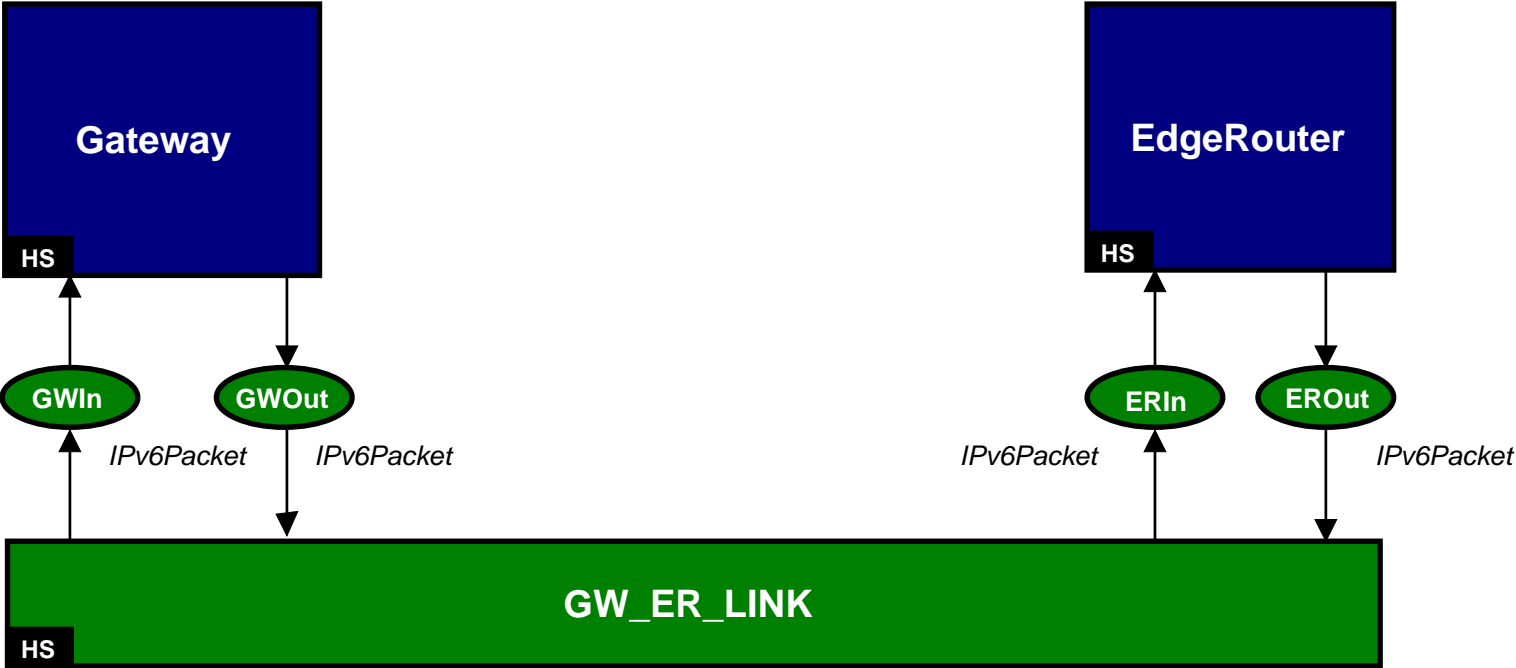 Gateway
EdgeRouter
HS
HS
GWIn
GWOut
ERIn
EROut
IPv6Packet
IPv6Packet
IPv6Packet
IPv6Packet
GW_ER_LINK
HS